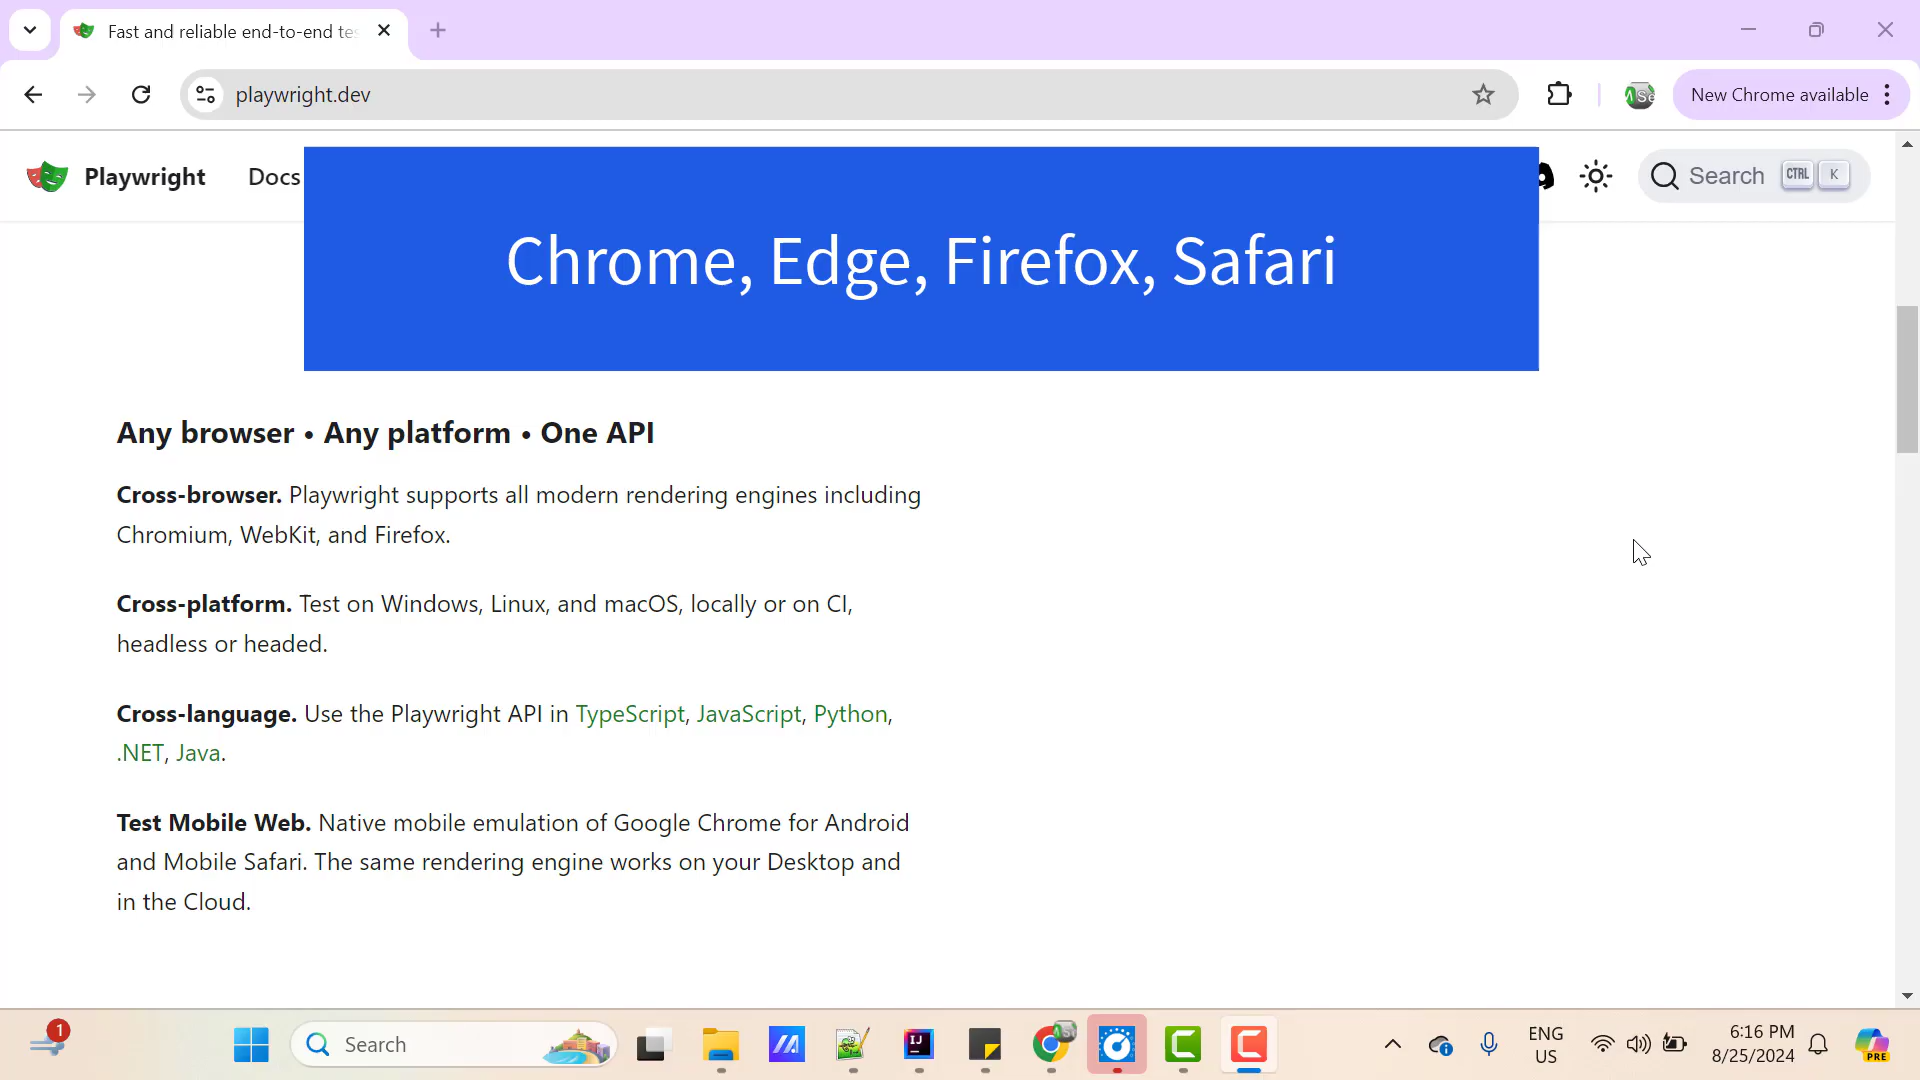 Fast and reliable end-to-end te
playwright.dev
New Chrome available
Playwright
Docs
Search
CTRL
K
Chrome, Edge, Firefox, Safari
Any browser • Any platform • One API
Cross-browser. Playwright supports all modern rendering engines including
Chromium, WebKit, and Firefox.
Cross-platform. Test on Windows, Linux, and macOS, locally or on CI,
headless or headed.
Cross-language. Use the Playwright API in TypeScript, JavaScript, Python,
.NET, Java.
Test Mobile Web. Native mobile emulation of Google Chrome for Android
and Mobile Safari. The same rendering engine works on your Desktop and
in the Cloud.
1
Search
IJ
ENG
US
6:16 PM
8/25/2024
PRE